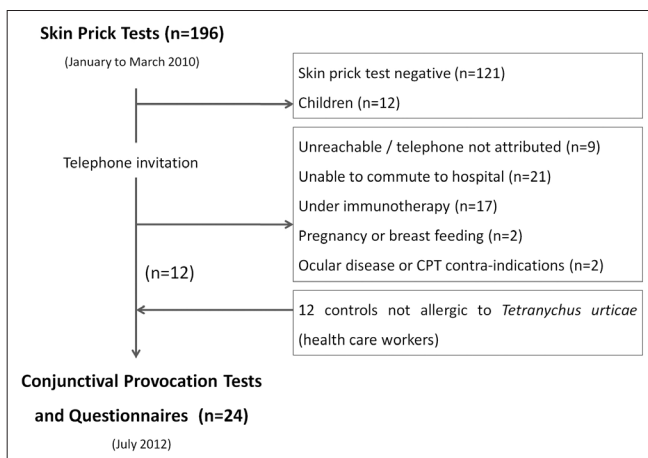 Skin Prick Tests (n=196)
(January to March 2010)
Skin prick test negative (n=121)
Children (n=12)
Telephone invitation
Unreachable / telephone not attributed (n=9)
Unable to commute to hospital (n=21)
Under immunotherapy (n=17)
Pregnancy or breast feeding (n=2)
Ocular disease or CPT contra-indications (n=2)
(n=12)
12 controls not allergic to Tetranychus urticae
(health care workers)
Conjunctival Provocation Tests
and Questionnaires (n=24)
(July 2012)